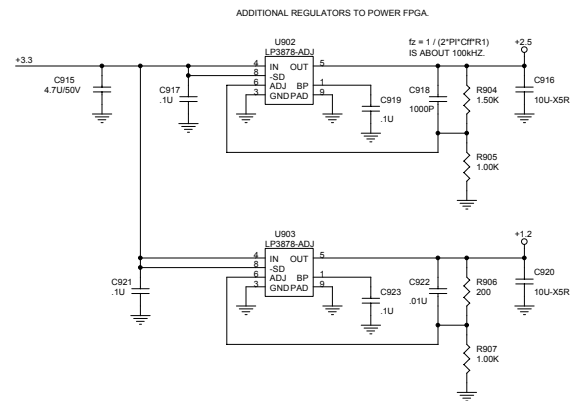 ADDITIONAL REGULATORS TO POWER FPGA.
U902
LP3878-ADJ
fz = 1 / (2*PI*Cff*R1)
IS ABOUT 100kHZ.
+2.5
+3.3
4 IN OUT 5
8 -SD
6 ADJ BP 1
3 GND PAD 9
C915
4.7U/50V
C917
.1U
C919
.1U
C918
1000P
R904
1.50K
C916
10U-X5R
R905
1.00K
U903
LP3878-ADJ
+1.2
4 IN OUT 5
8 -SD
6 ADJ BP 1
3 GND PAD 9
C921
.1U
C923
.1U
C922
.01U
R906
200
C920
10U-X5R
R907
1.00K